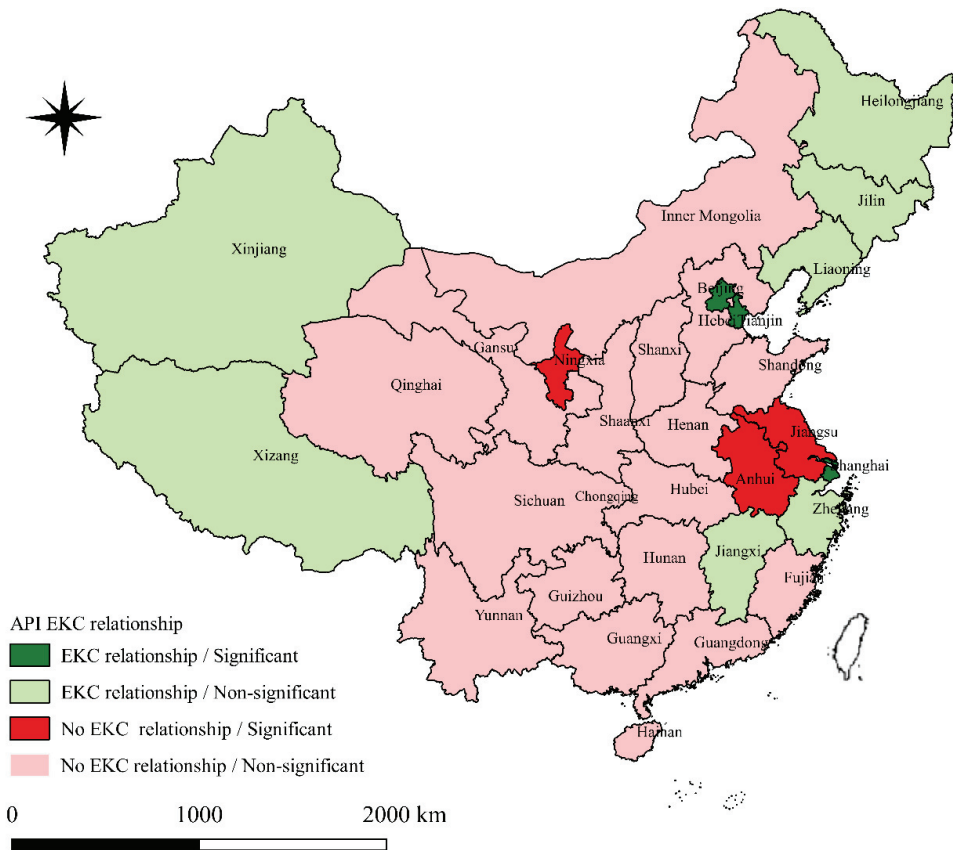 Heilongjiang
Jilin
Inner Mongolia
Xinjiang
Liaoning
Beijing
Hebei Tianjin
Gansu
Ningxia
Shanxi
Shandong
Qinghai
Shaanxi
Henan
Jiangsu
Xizang
Shanghai
Anhui
Sichuan
Chongqing
Hubei
Zhejiang
Jiangxi
Hunan
Fujian
Guizhou
Yunnan
Guangxi
Guangdong
Hainan
API EKC relationship
EKC relationship / Significant
EKC relationship / Non-significant
No EKC relationship / Significant
No EKC relationship / Non-significant
0 1000 2000 km